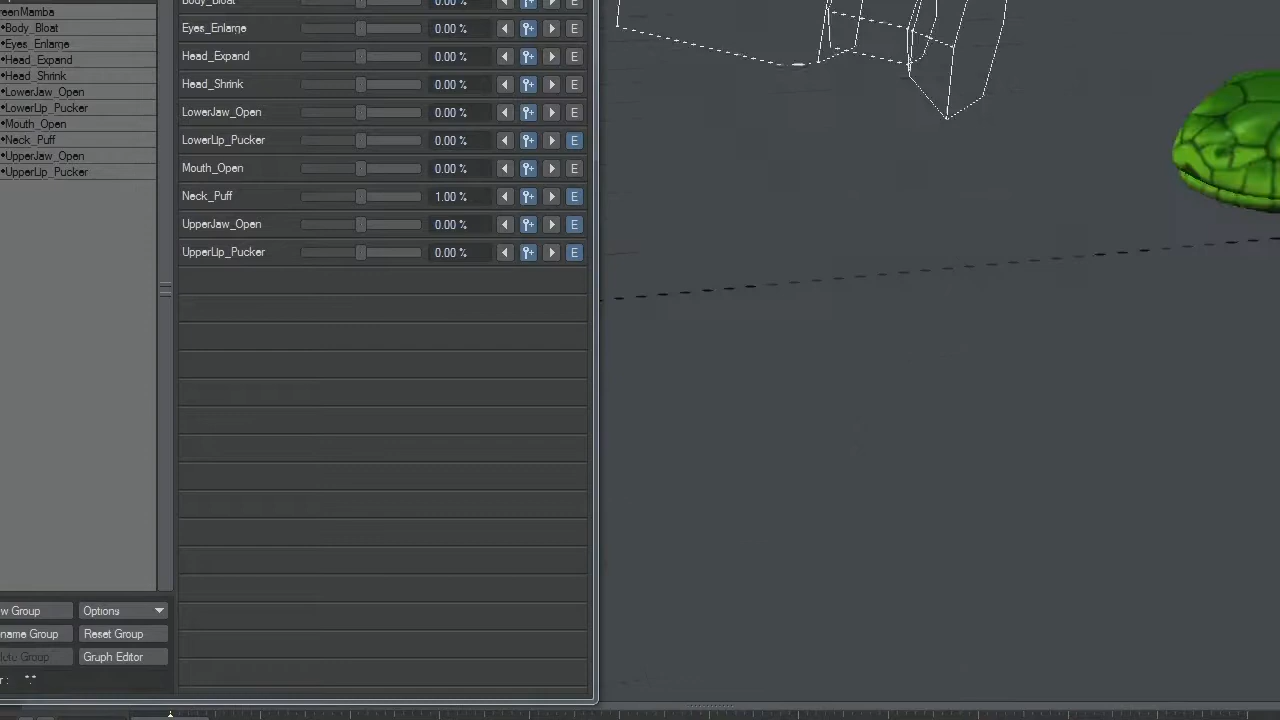 reenMamba
Body_Bloat
Eyes_Enlarge
Head_Expand
Head_Shrink
LowerJaw_Open
LowerLip_Pucker
Mouth_Open
Neck_Puff
UpperJaw_Open
UpperLip_Pucker
w Group Options
name Group Reset Group
lete Group Graph Editor
r : *.*
Body_Bloat 0.00 % E
Eyes_Enlarge 0.00 % E
Head_Expand 0.00 % E
Head_Shrink 0.00 % E
LowerJaw_Open 0.00 % E
LowerLip_Pucker 0.00 % E
Mouth_Open 0.00 % E
Neck_Puff 1.00 % E
UpperJaw_Open 0.00 % E
UpperLip_Pucker 0.00 % E